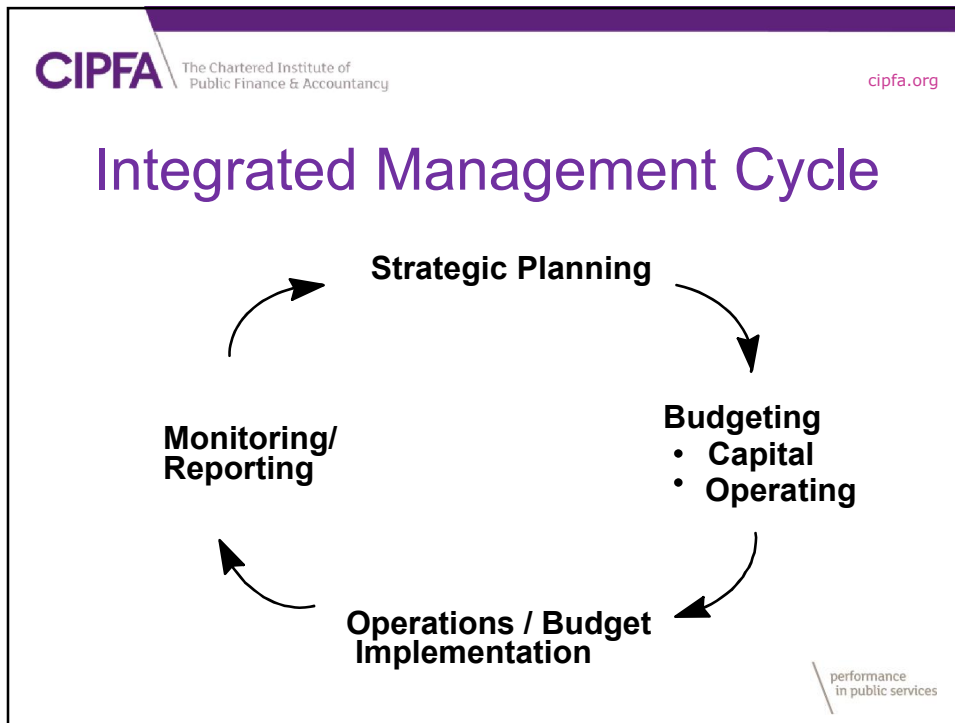 CIPFA
The Chartered Institute of
Public Finance & Accountancy
cipfa.org
Integrated Management Cycle
Strategic Planning
Budgeting
• Capital
• Operating
Operations / Budget
Implementation
Monitoring/
Reporting
performance
in public services